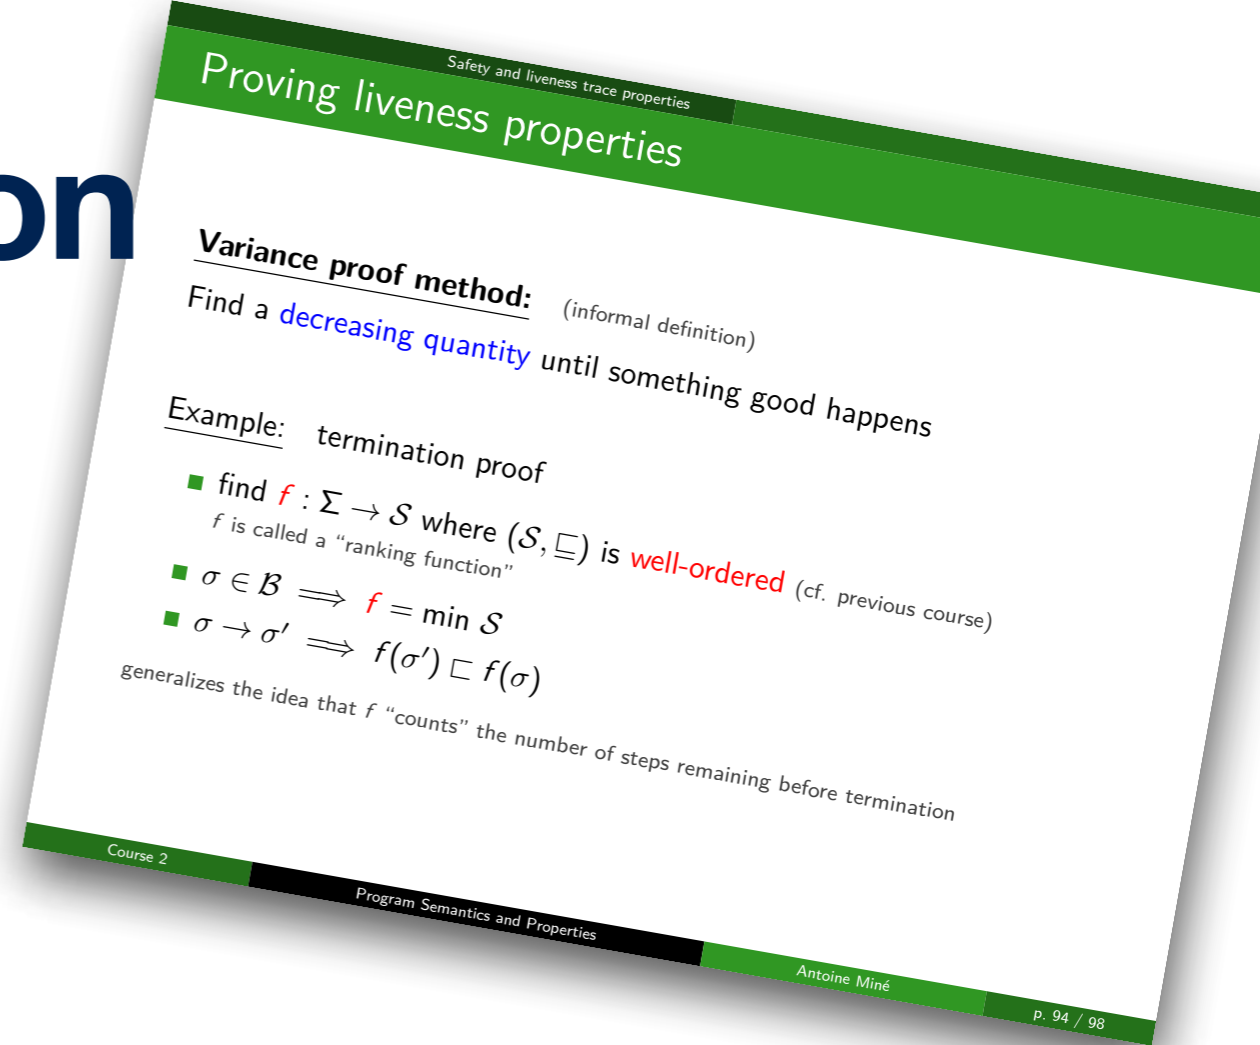 Safety and liveness trace properties
Proving liveness properties
on
Variance proof method: (informal definition)
Find a decreasing quantity until something good happens
Example: termination proof
■ find f : Σ → 𝒮 where (𝒮, ⊑) is well-ordered (cf. previous course)
f is called a “ranking function”
■ σ ∈ ℬ ⟹ f = min 𝒮
■ σ → σ′ ⟹ f(σ′) ⊏ f(σ)
generalizes the idea that f “counts” the number of steps remaining before termination
Course 2
Program Semantics and Properties
Antoine Miné
p. 94 / 98